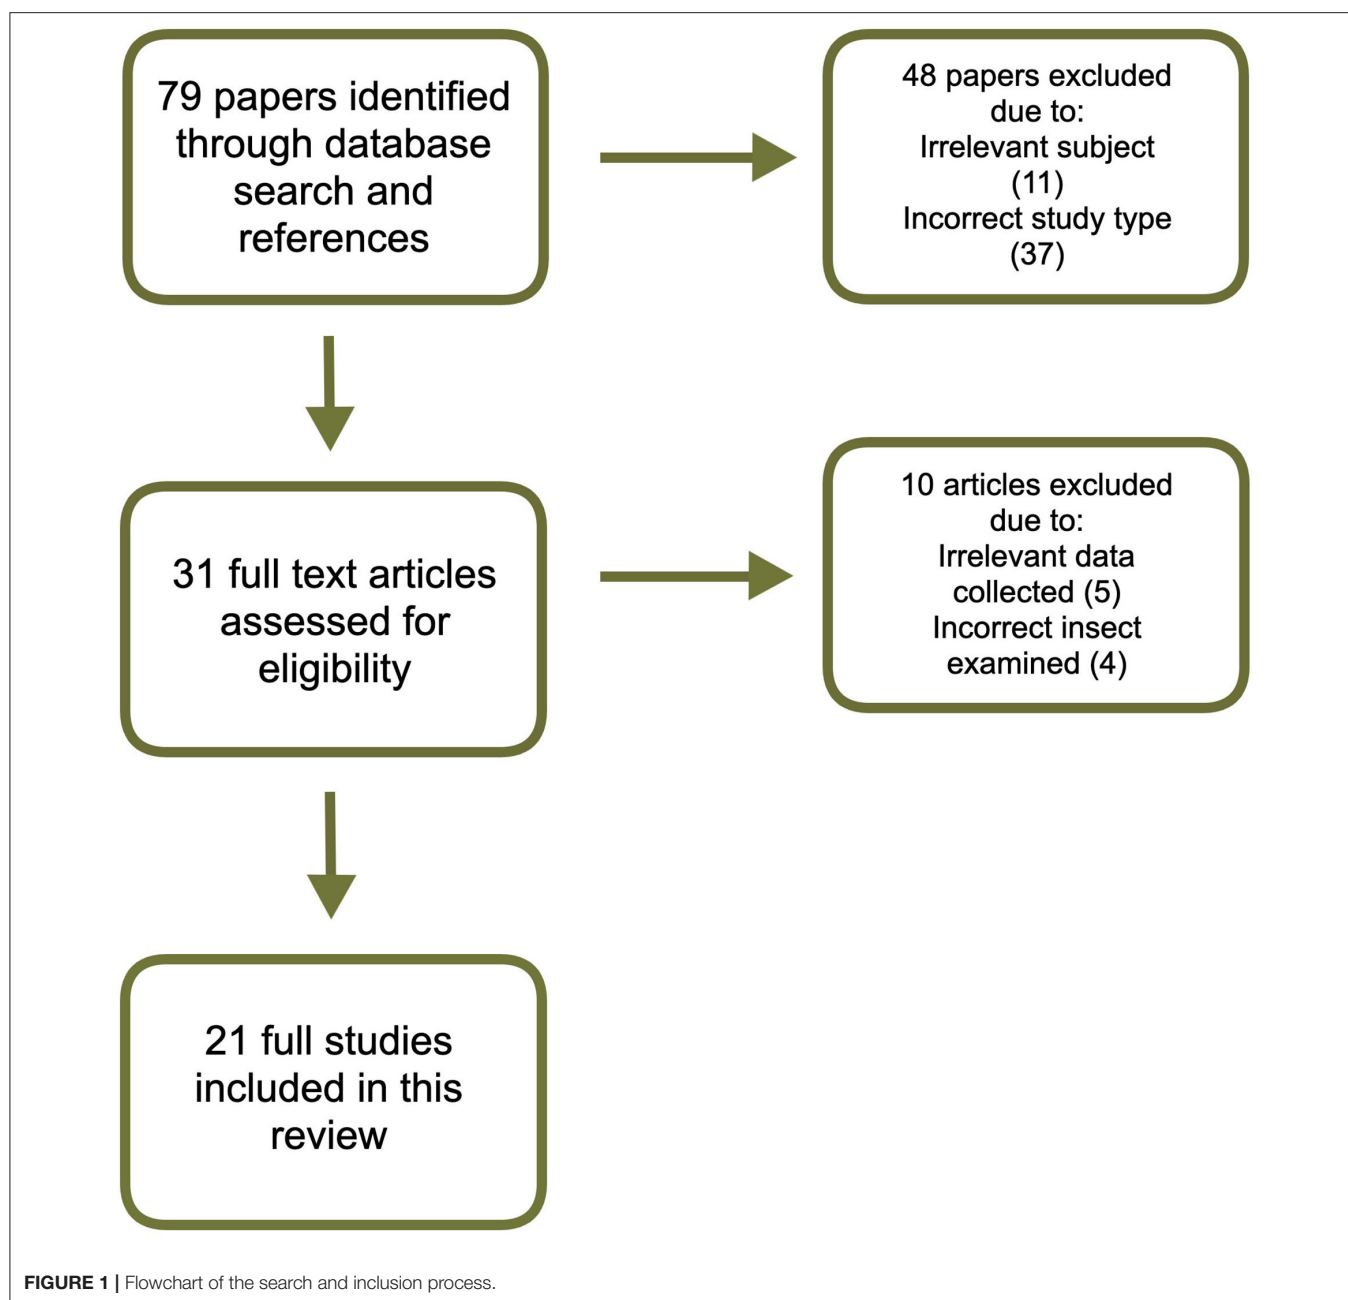 79 papers identified
through database
search and
references
48 papers excluded
due to:
Irrelevant subject
(11)
Incorrect study type
(37)
31 full text articles
assessed for
eligibility
10 articles excluded
due to:
Irrelevant data
collected (5)
Incorrect insect
examined (4)
21 full studies
included in this
review
FIGURE 1 | Flowchart of the search and inclusion process.